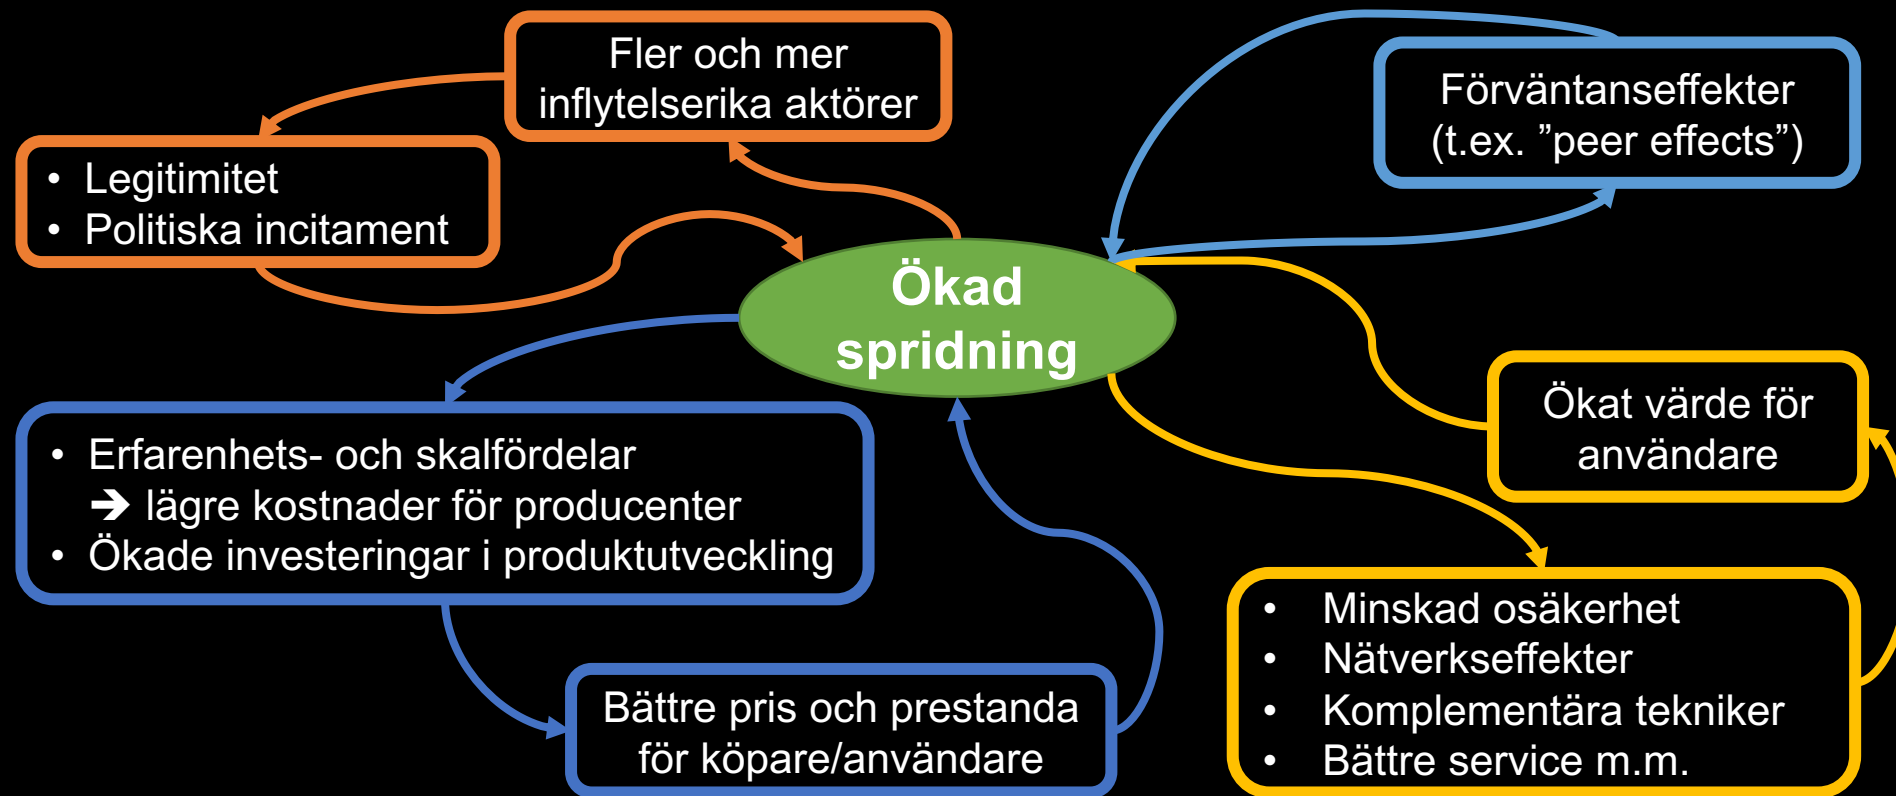 Fler och mer
inflytelserika aktörer
Förväntanseffekter
(t.ex. ”peer effects”)
• Legitimitet
• Politiska incitament
Ökad
spridning
Ökat värde för
användare
• Erfarenhets- och skalfördelar
➔ lägre kostnader för producenter
• Ökade investeringar i produktutveckling
• Minskad osäkerhet
• Nätverkseffekter
• Komplementära tekniker
• Bättre service m.m.
Bättre pris och prestanda
för köpare/användare